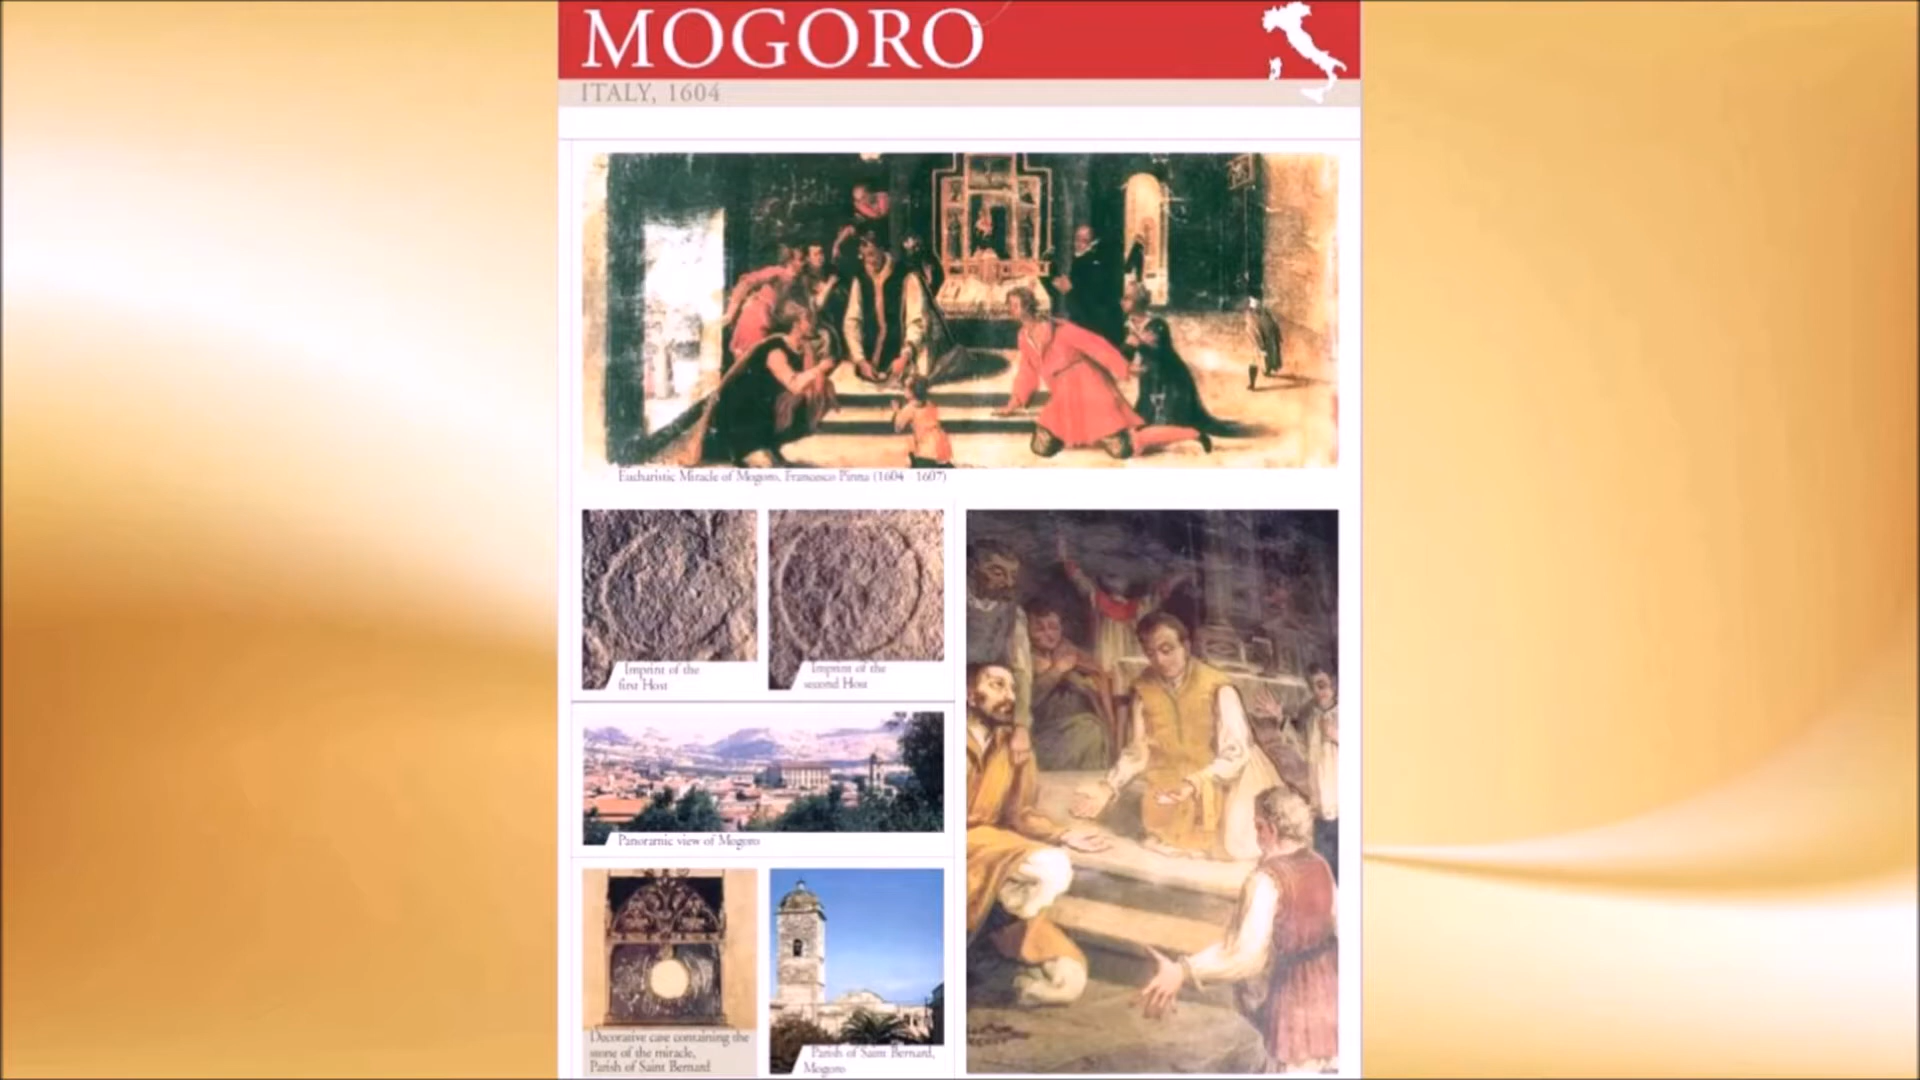 MOGORO
ITALY, 1604
Eucharistic Miracle of Mogoro, Francesco Pinna (1604 1607)
Imprint of the
first Host
Imprint of the
second Host
Panoramic view of Mogoro
Decorative case containing the
stone of the miracle,
Parish of Saint Bernard
Parish of Saint Bernard,
Mogoro